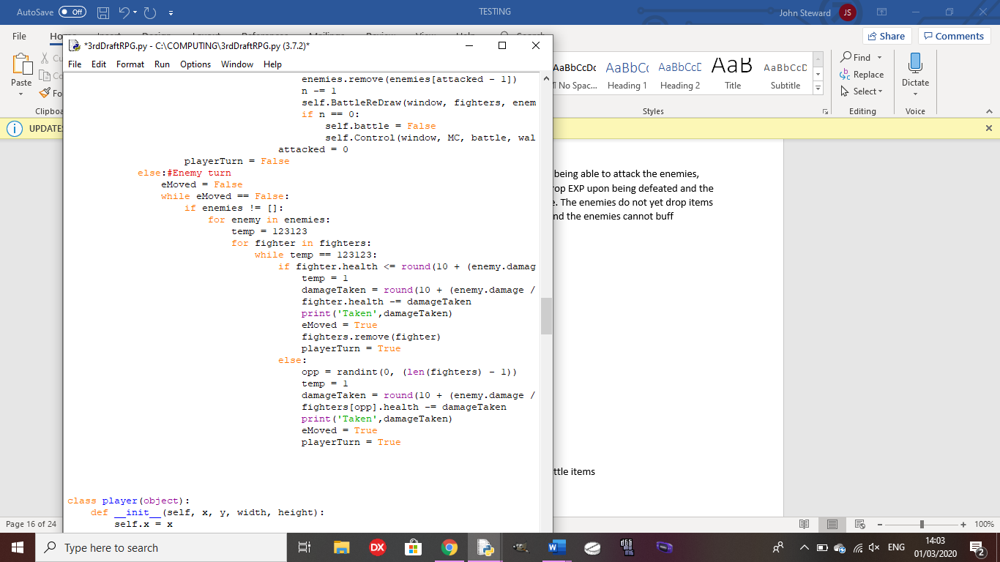 AutoSave Off
TESTING
John Steward JS
File
Share Comments
*3rdDraftRPG.py - C:\COMPUTING\3rdDraftRPG.py (3.7.2)*
File Edit Format Run Options Window Help
Paste
Clipboa
AaBbCcDc AaBbC AaBbCcC AaB AaBbCcD
¶ No Spac... Heading 1 Heading 2 Title Subtitle
Styles
Find
Replace
Select
Editing
Dictate
Voice
UPDATE
enemies.remove(enemies[attacked - 1])
n -= 1
self.BattleReDraw(window, fighters, enem
if n == 0:
self.battle = False
self.Control(window, MC, battle, wal
attacked = 0
playerTurn = False
else:#Enemy turn
eMoved = False
while eMoved == False:
if enemies != []:
for enemy in enemies:
temp = 123123
for fighter in fighters:
while temp == 123123:
if fighter.health <= round(10 + (enemy.damag
temp = 1
damageTaken = round(10 + (enemy.damage /
fighter.health -= damageTaken
print('Taken',damageTaken)
eMoved = True
fighters.remove(fighter)
playerTurn = True
else:
opp = randint(0, (len(fighters) - 1))
temp = 1
damageTaken = round(10 + (enemy.damage /
fighters[opp].health -= damageTaken
print('Taken',damageTaken)
eMoved = True
playerTurn = True
class player(object):
def __init__(self, x, y, width, height):
self.x = x
being able to attack the enemies,
rop EXP upon being defeated and the
e. The enemies do not yet drop items
nd the enemies cannot buff
ttle items
Page 16 of 24
100%
Type here to search
DX
ENG
14:03
01/03/2020
2